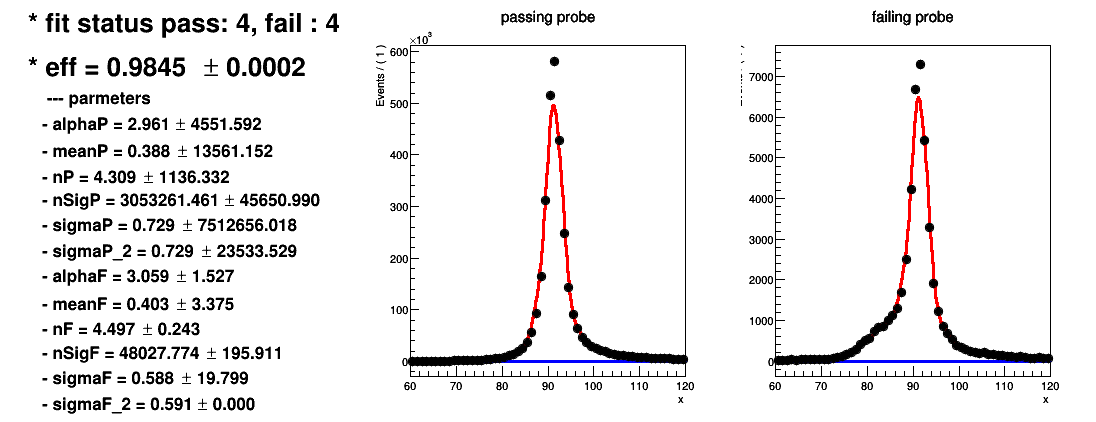 * fit status pass: 4, fail : 4
* eff = 0.9845 ± 0.0002
--- parmeters
- alphaP = 2.961 ± 4551.592
- meanP = 0.388 ± 13561.152
- nP = 4.309 ± 1136.332
- nSigP = 3053261.461 ± 45650.990
- sigmaP = 0.729 ± 7512656.018
- sigmaP_2 = 0.729 ± 23533.529
- alphaF = 3.059 ± 1.527
- meanF = 0.403 ± 3.375
- nF = 4.497 ± 0.243
- nSigF = 48027.774 ± 195.911
- sigmaF = 0.588 ± 19.799
- sigmaF_2 = 0.591 ± 0.000
passing probe
×10³
Events / ( 1 )
600
500
400
300
200
100
0
60 70 80 90 100 110 120
x
failing probe
7000
6000
5000
4000
3000
2000
1000
0
60 70 80 90 100 110 120
x